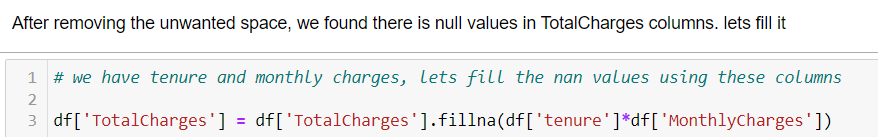 After removing the unwanted space, we found there is null values in TotalCharges columns. lets fill it
1 # we have tenure and monthly charges, lets fill the nan values using these columns
2
3 df['TotalCharges'] = df['TotalCharges'].fillna(df['tenure']*df['MonthlyCharges'])